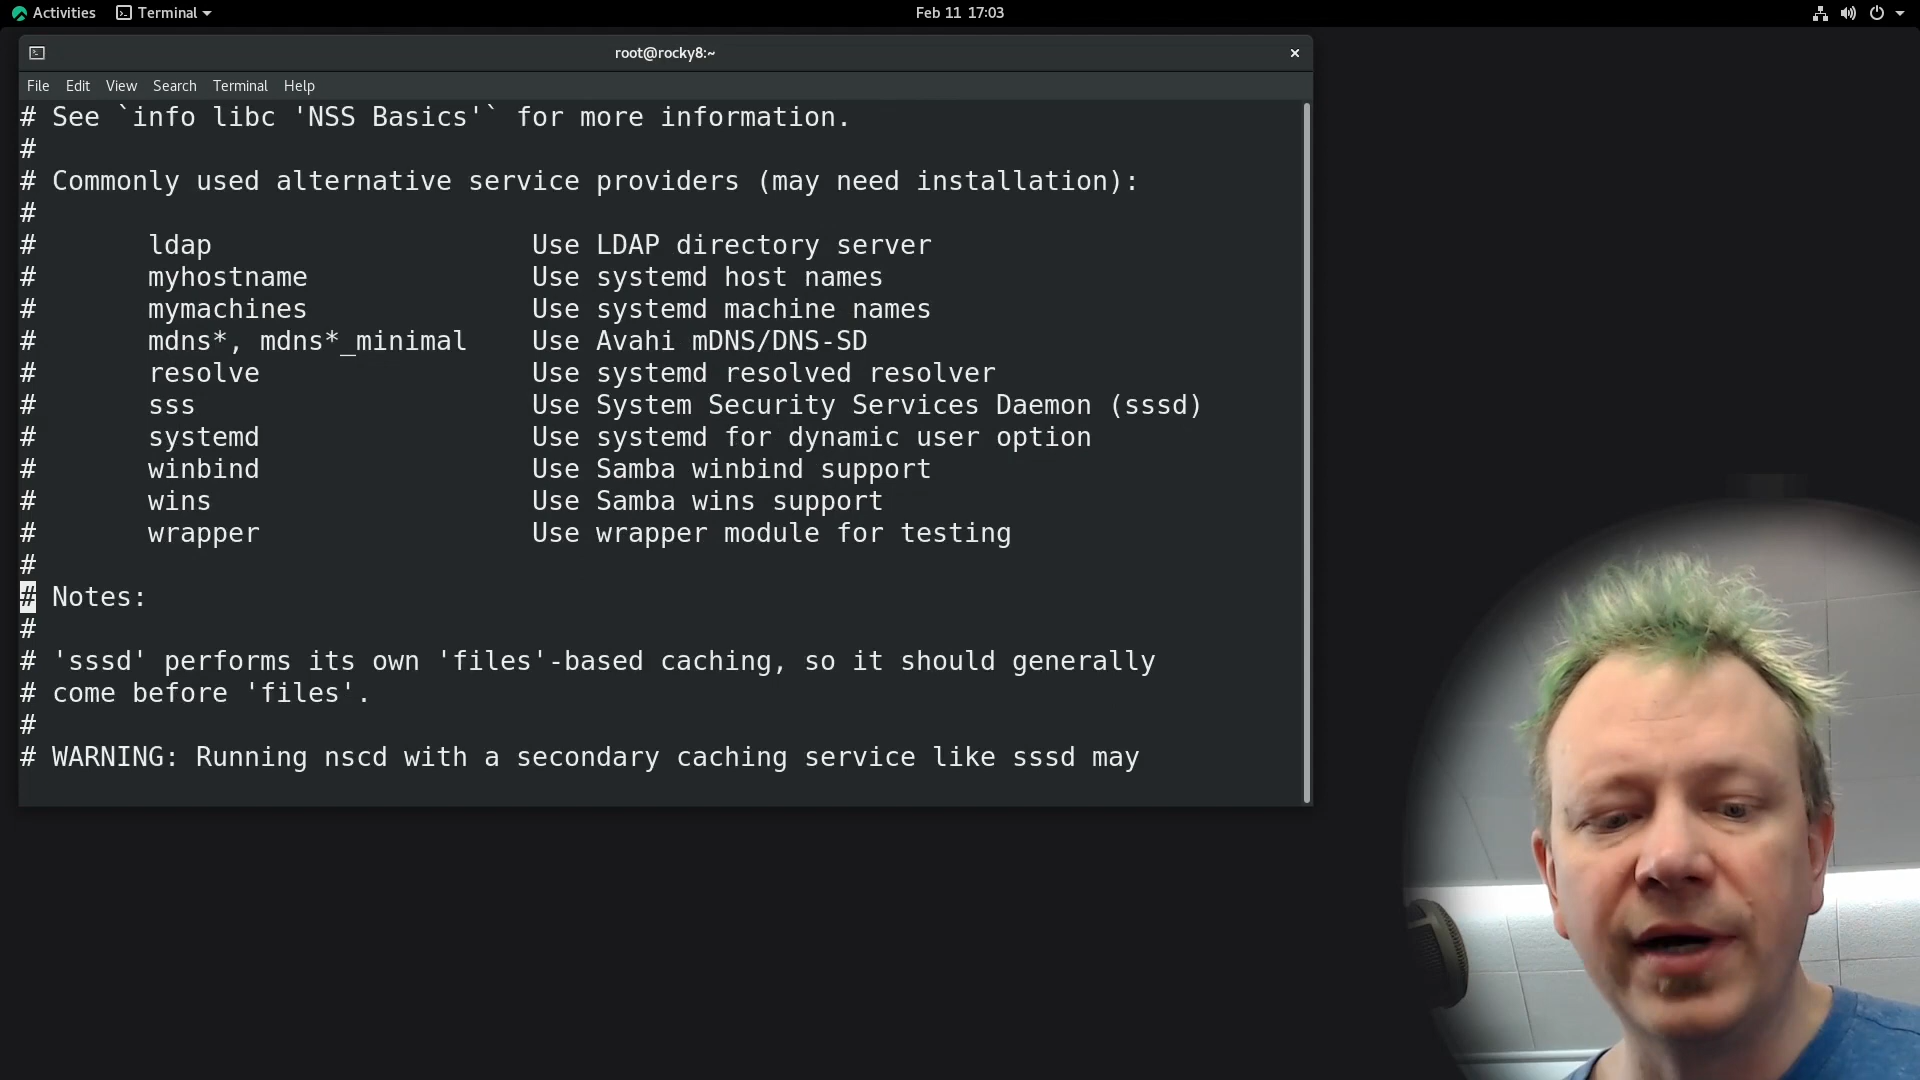 Activities Terminal Feb 11 17:03
root@rocky8:~ ×
File Edit View Search Terminal Help
# See `info libc 'NSS Basics'` for more information.
#
# Commonly used alternative service providers (may need installation):
#
# ldap Use LDAP directory server
# myhostname Use systemd host names
# mymachines Use systemd machine names
# mdns*, mdns*_minimal Use Avahi mDNS/DNS-SD
# resolve Use systemd resolved resolver
# sss Use System Security Services Daemon (sssd)
# systemd Use systemd for dynamic user option
# winbind Use Samba winbind support
# wins Use Samba wins support
# wrapper Use wrapper module for testing
#
# Notes:
#
# 'sssd' performs its own 'files'-based caching, so it should generally
# come before 'files'.
#
# WARNING: Running nscd with a secondary caching service like sssd may